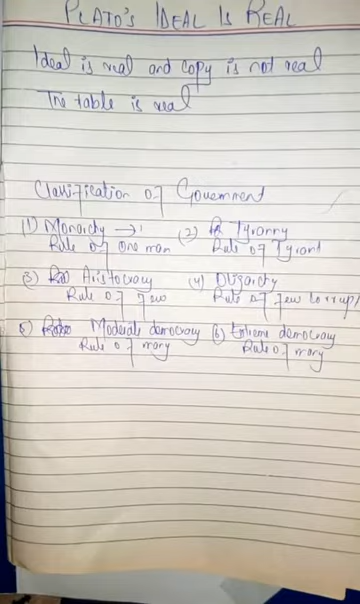 PLATO'S IDEAL IS REAL
Ideal is real and copy is not real
The table is real
Classification of Government
(1) Monarchy → (2) Tyranny
Rule of One man Rule of Tyrant
(3) Aristocracy (4) Oligarchy
Rule of few Rule of few corrupt
5) Moderate democracy (6) Extreme democracy
Rule of many Rule of many